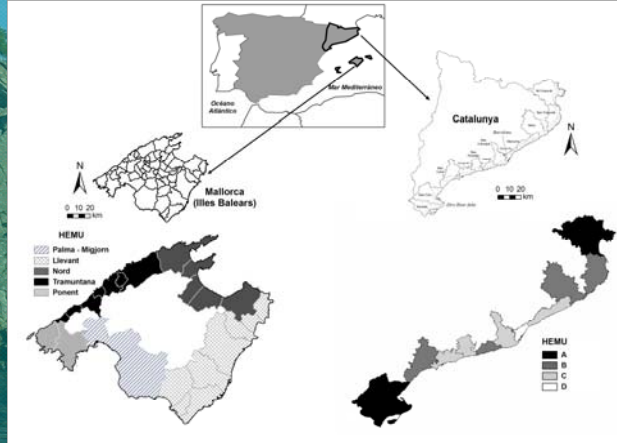 Océano
Atlántico
Mar Mediterráneo
N
Mallorca
(Illes Balears)
0 10 20
km
Catalunya
Barcelona
N
0 10 20
km
HEMU
Palma - Migjorn
Llevant
Nord
Tramuntana
Ponent
HEMU
A
B
C
D